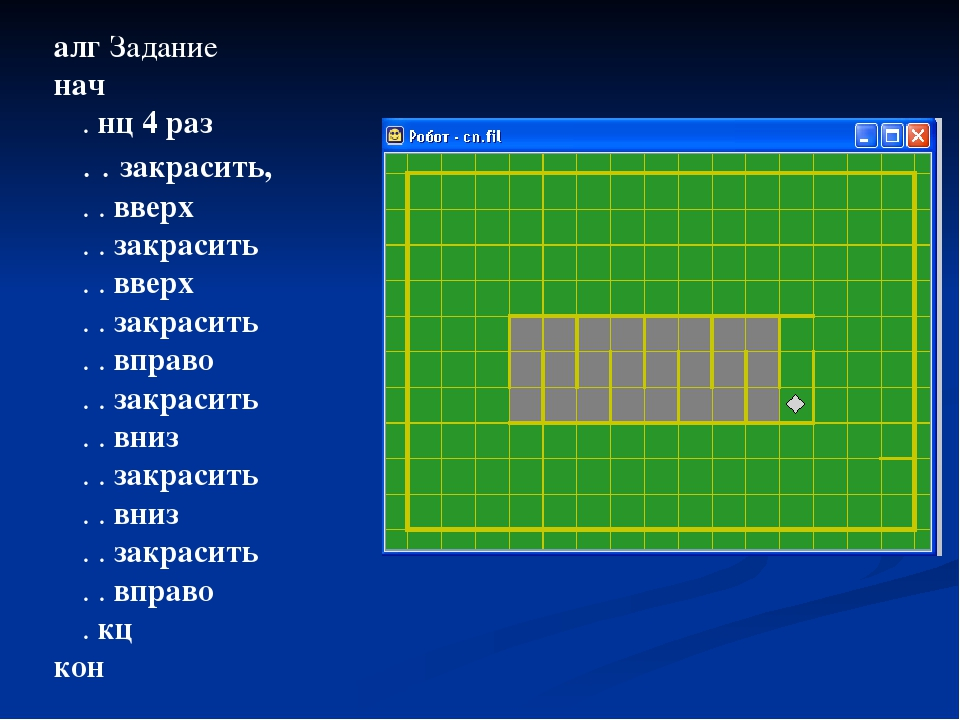 алг Задание
нач
. нц 4 раз
. . закрасить,
. . вверх
. . закрасить
. . вверх
. . закрасить
. . вправо
. . закрасить
. . вниз
. . закрасить
. . вниз
. . закрасить
. . вправо
. кц
кон
Робот - cn.fil